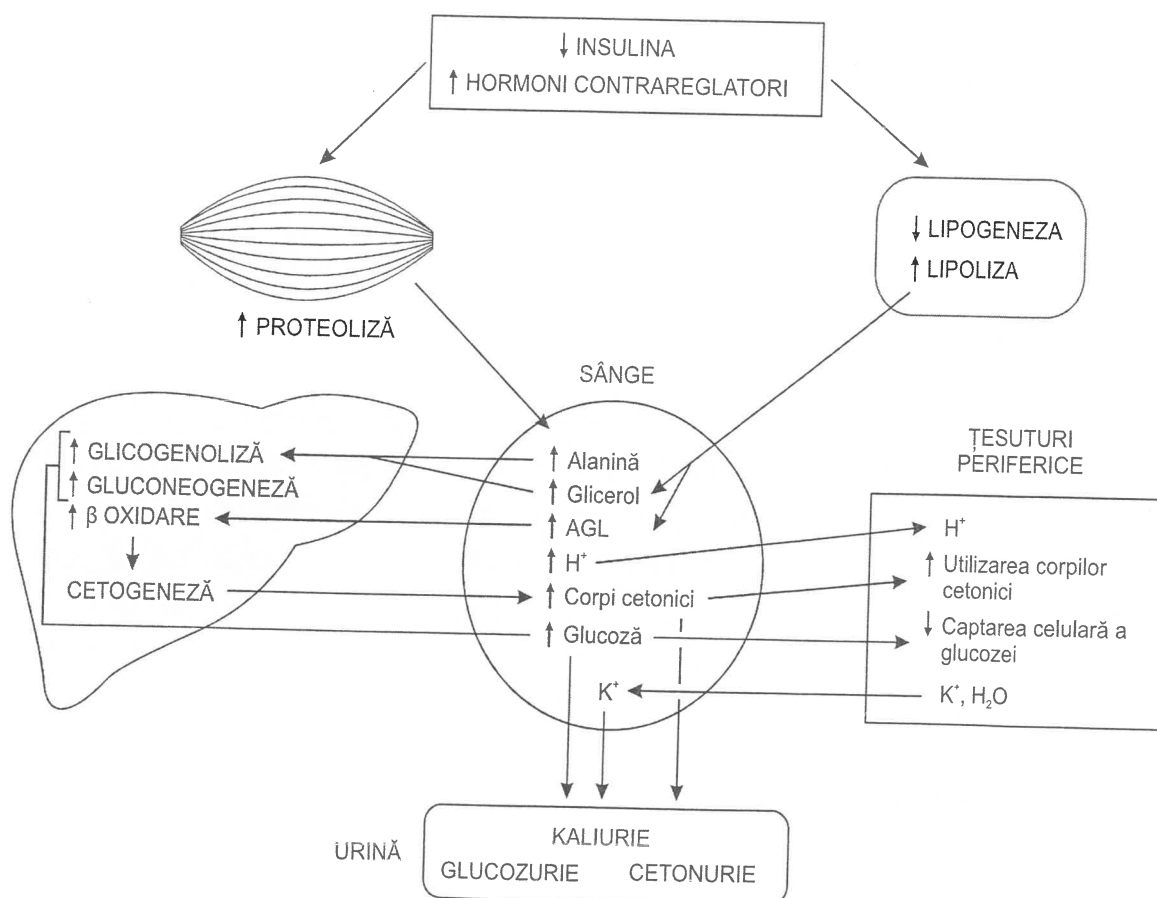 ↓ INSULINA
↑ HORMONI CONTRAREGLATORI
↑ PROTEOLIZĂ
↓ LIPOGENEZA
↑ LIPOLIZA
SÂNGE
↑ GLICOGENOLIZĂ
↑ GLUCONEOGENEZĂ
↑ β OXIDARE
CETOGENEZĂ
↑ Alanină
↑ Glicerol
↑ AGL
↑ H⁺
↑ Corpi cetonici
↑ Glucoză
K⁺
ȚESUTURI
PERIFERICE
H⁺
↑ Utilizarea corpilor
cetonici
↓ Captarea celulară a
glucozei
K⁺, H₂O
URINĂ
KALIURIE
GLUCOZURIE CETONURIE